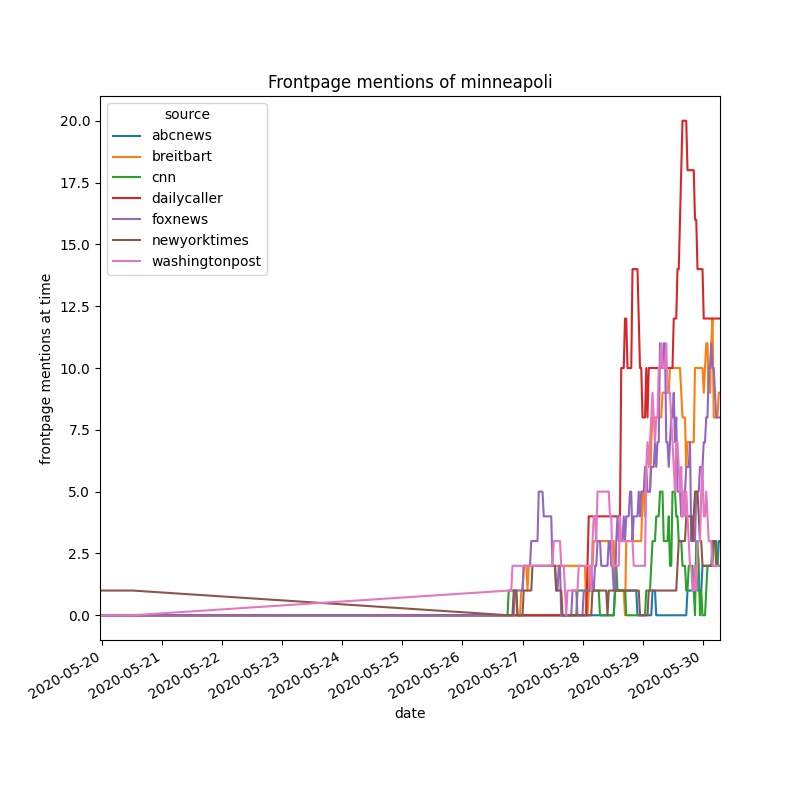 Frontpage mentions of minneapoli
source
abcnews
breitbart
cnn
dailycaller
foxnews
newyorktimes
washingtonpost
frontpage mentions at time
20.0
17.5
15.0
12.5
10.0
7.5
5.0
2.5
0.0
2020-05-20
2020-05-21
2020-05-22
2020-05-23
2020-05-24
2020-05-25
2020-05-26
2020-05-27
2020-05-28
2020-05-29
2020-05-30
date